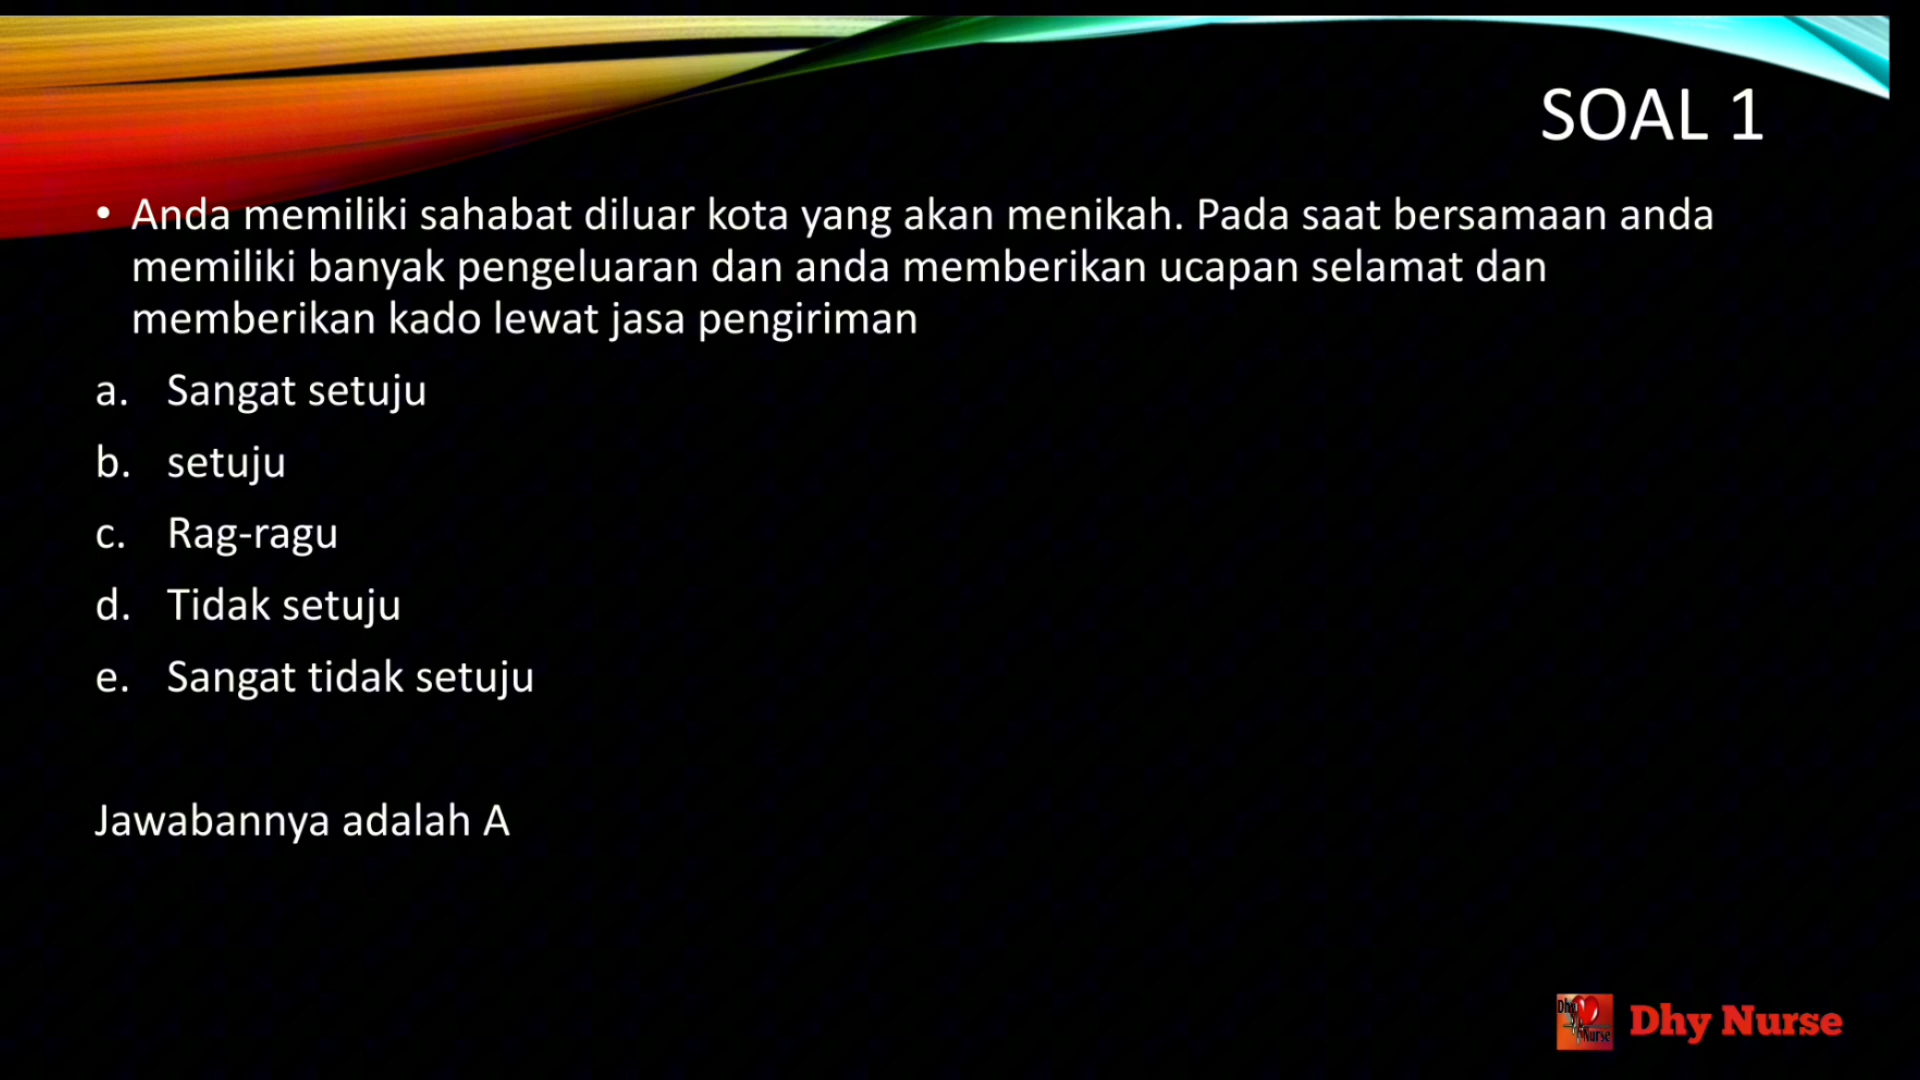 SOAL 1
• Anda memiliki sahabat diluar kota yang akan menikah. Pada saat bersamaan anda
memiliki banyak pengeluaran dan anda memberikan ucapan selamat dan
memberikan kado lewat jasa pengiriman
a. Sangat setuju
b. setuju
c. Rag-ragu
d. Tidak setuju
e. Sangat tidak setuju
Jawabannya adalah A
Dhy
Nurse
Dhy Nurse